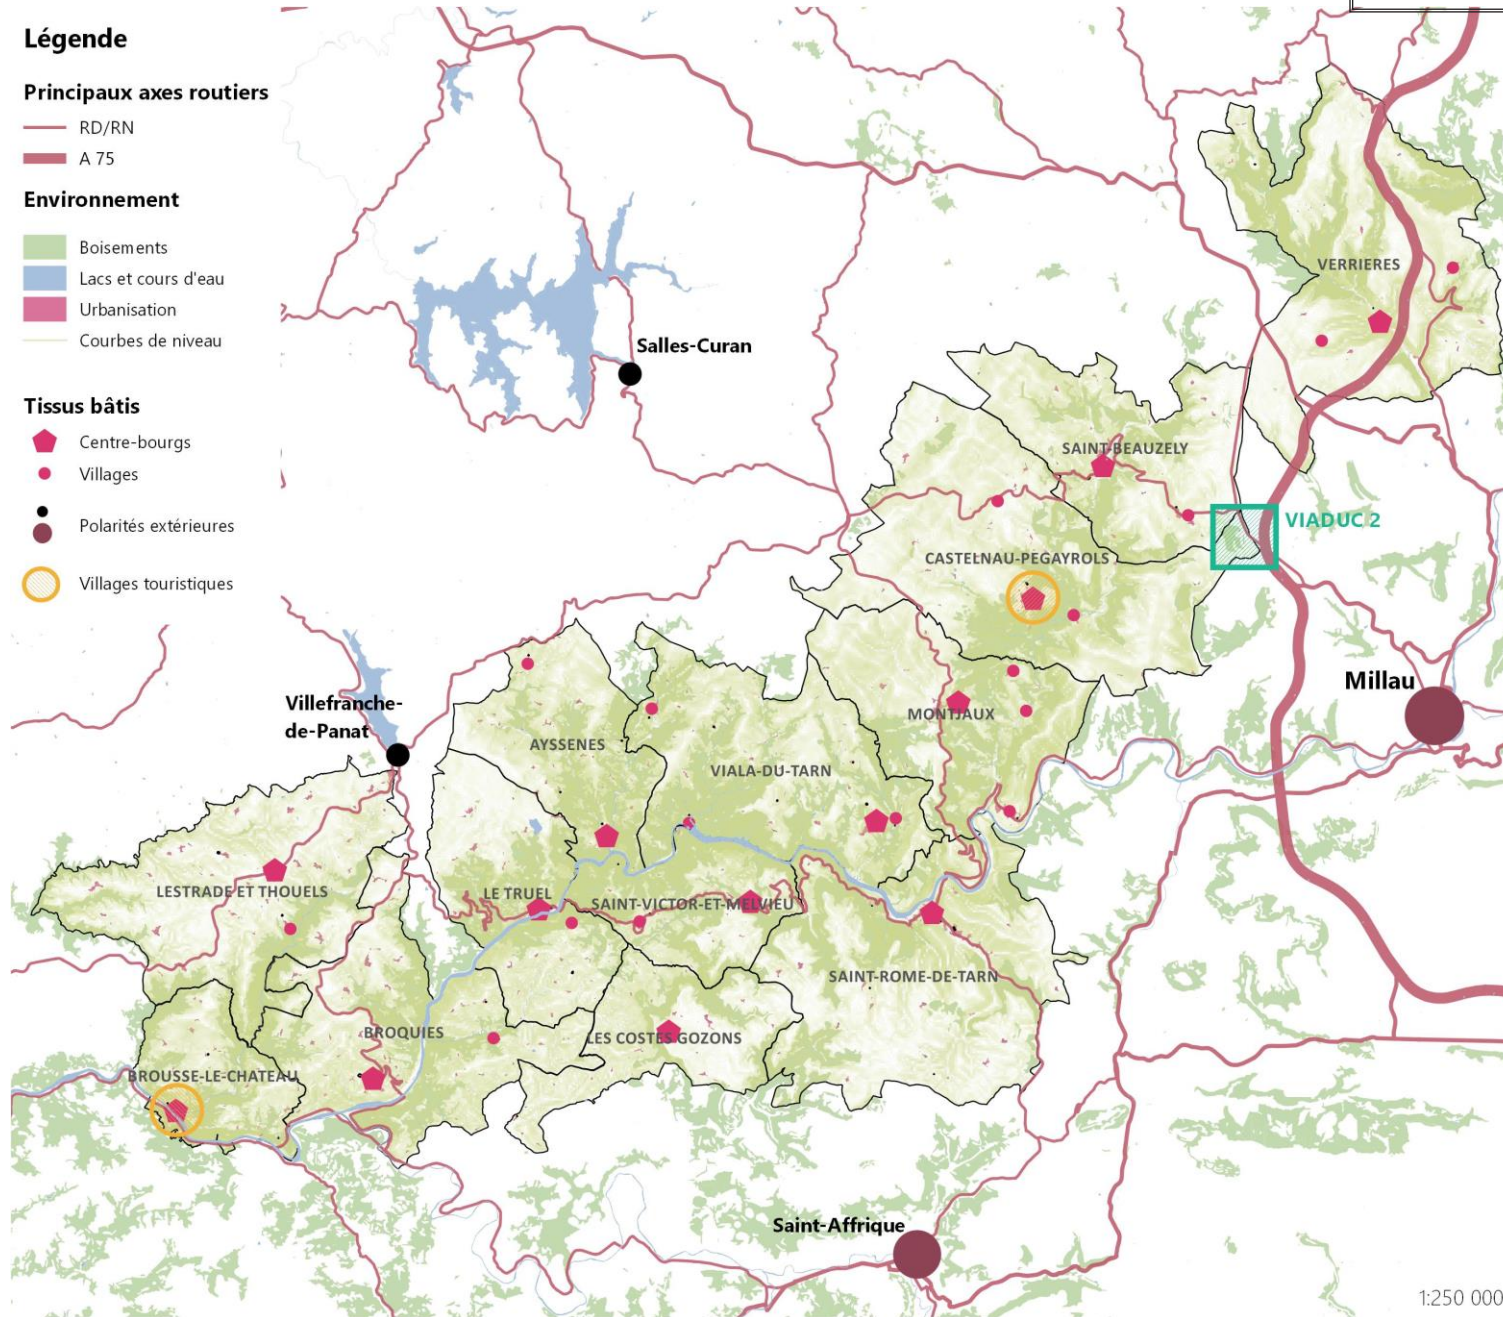 Légende
Principaux axes routiers
RD/RN
A 75
Environnement
Boisements
Lacs et cours d'eau
Urbanisation
Courbes de niveau
Tissus bâtis
Centre-bourgs
Villages
Polarités extérieures
Villages touristiques
VERRIERES
Salles-Curan
SAINT-BEAUZELY
VIADUC 2
CASTELNAU-PEGAYROLS
Millau
Villefranche-
de-Panat
MONTJAUX
AYSSENES
VIALA-DU-TARN
LESTRADE ET THOUELS
LE TRUEL
SAINT-VICTOR-ET-MELVIEU
SAINT-ROME-DE-TARN
BROQUIES
LES COSTES GOZONS
BROUSSE-LE-CHATEAU
Saint-Affrique
1:250 000